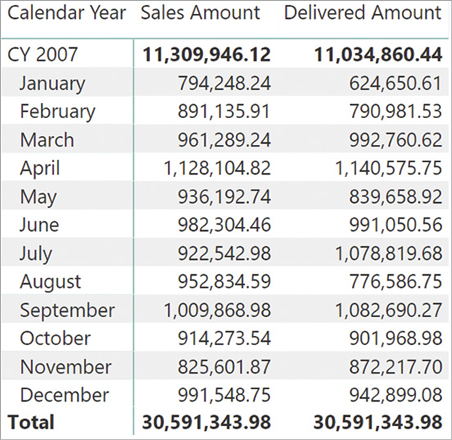 Calendar Year Sales Amount Delivered Amount
CY 2007 11,309,946.12 11,034,860.44
January 794,248.24 624,650.61
February 891,135.91 790,981.53
March 961,289.24 992,760.62
April 1,128,104.82 1,140,575.75
May 936,192.74 839,658.92
June 982,304.46 991,050.56
July 922,542.98 1,078,819.68
August 952,834.59 776,586.75
September 1,009,868.98 1,082,690.27
October 914,273.54 901,968.98
November 825,601.87 872,217.70
December 991,548.75 942,899.08
Total 30,591,343.98 30,591,343.98